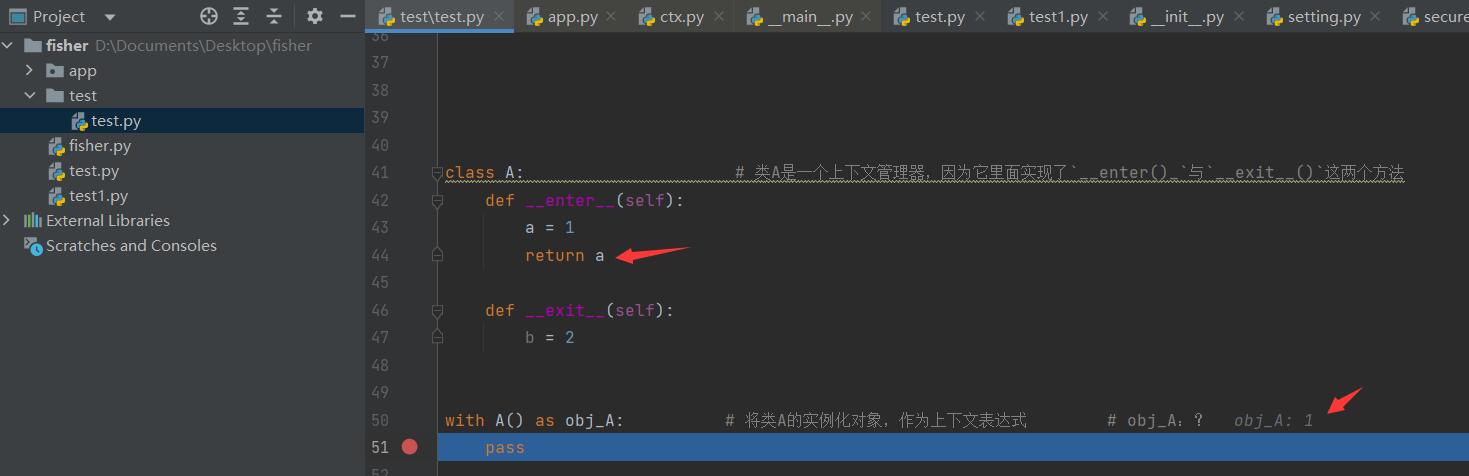 Project
test\test.py
app.py
ctx.py
__main__.py
test.py
test1.py
__init__.py
setting.py
secure
fisher D:\Documents\Desktop\fisher
app
test
test.py
fisher.py
test.py
test1.py
External Libraries
Scratches and Consoles
36
37
38
39
40
41 class A: # 类A是一个上下文管理器，因为它里面实现了`__enter()_`与`__exit__()`这两个方法
42 def __enter__(self):
43 a = 1
44 return a
45
46 def __exit__(self):
47 b = 2
48
49
50 with A() as obj_A: # 将类A的实例化对象，作为上下文表达式 # obj_A：? obj_A: 1
51 pass
52